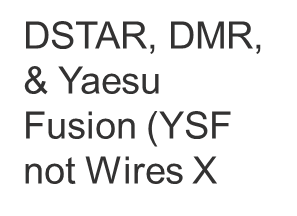 DSTAR, DMR,
& Yaesu
Fusion (YSF
not Wires X